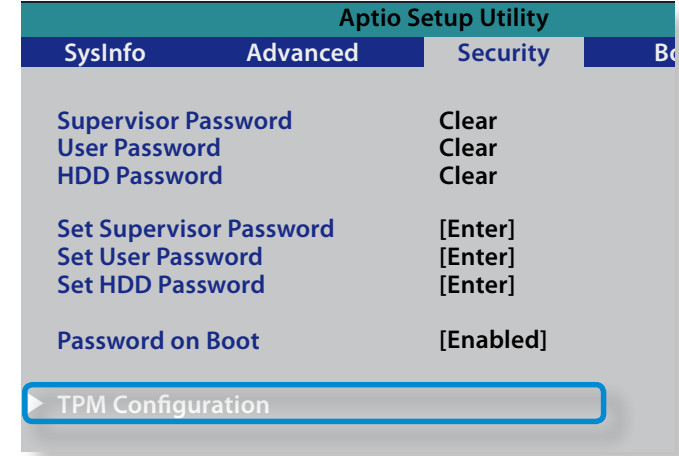 Aptio Setup Utility
SysInfo Advanced Security
Supervisor Password Clear
User Password Clear
HDD Password Clear
Set Supervisor Password [Enter]
Set User Password [Enter]
Set HDD Password [Enter]
Password on Boot [Enabled]
TPM Configuration